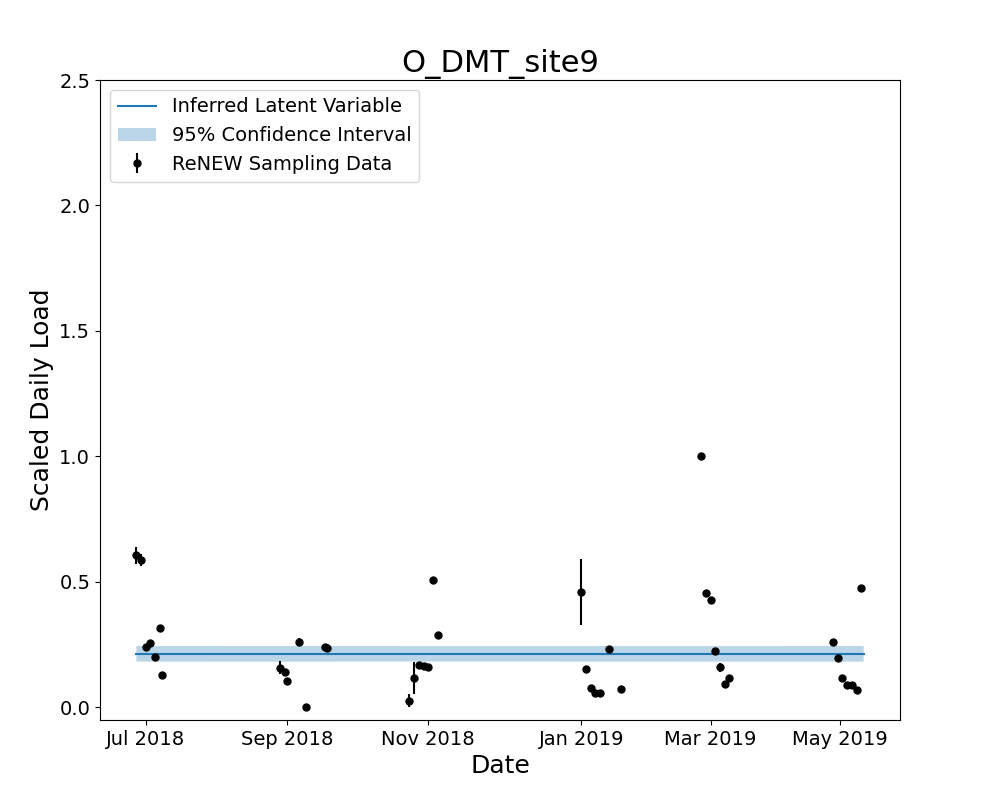 O_DMT_site9
2.5
Inferred Latent Variable
95% Confidence Interval
ReNEW Sampling Data
2.0
1.5
1.0
0.5
0.0
Scaled Daily Load
Jul 2018 Sep 2018 Nov 2018 Jan 2019 Mar 2019 May 2019
Date